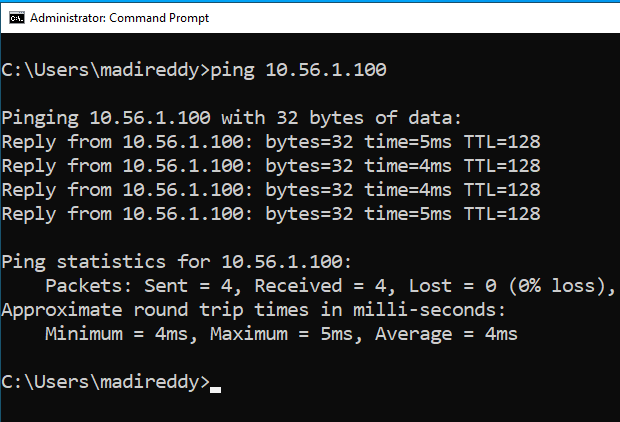 Administrator: Command Prompt
C:\Users\madireddy>ping 10.56.1.100
Pinging 10.56.1.100 with 32 bytes of data:
Reply from 10.56.1.100: bytes=32 time=5ms TTL=128
Reply from 10.56.1.100: bytes=32 time=4ms TTL=128
Reply from 10.56.1.100: bytes=32 time=4ms TTL=128
Reply from 10.56.1.100: bytes=32 time=5ms TTL=128
Ping statistics for 10.56.1.100:
    Packets: Sent = 4, Received = 4, Lost = 0 (0% loss),
Approximate round trip times in milli-seconds:
    Minimum = 4ms, Maximum = 5ms, Average = 4ms
C:\Users\madireddy>